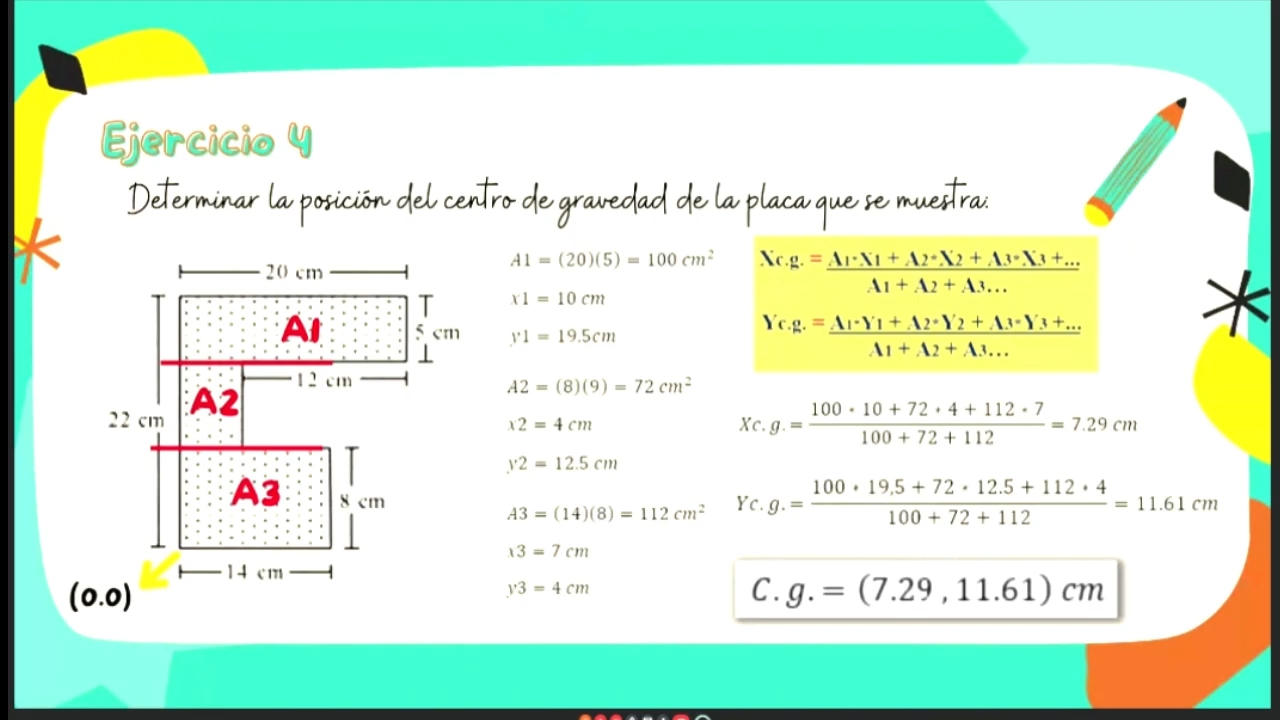 Ejercicio 4
Determinar la posición del centro de gravedad de la placa que se muestra:
20 cm
A1
5 cm
12 cm
A2
22 cm
A3
8 cm
14 cm
(0.0)
A1 = (20)(5) = 100 cm²
x1 = 10 cm
y1 = 19.5cm
A2 = (8)(9) = 72 cm²
x2 = 4 cm
y2 = 12.5 cm
A3 = (14)(8) = 112 cm²
x3 = 7 cm
y3 = 4 cm
Xc.g. = A1*X1 + A2*X2 + A3*X3 +...
A1 + A2 + A3...
Yc.g. = A1*Y1 + A2*Y2 + A3*Y3 +...
A1 + A2 + A3...
Xc. g. = 100 * 10 + 72 * 4 + 112 * 7 = 7.29 cm
100 + 72 + 112
Yc. g. = 100 * 19,5 + 72 * 12.5 + 112 * 4 = 11.61 cm
100 + 72 + 112
C. g. = (7.29 , 11.61) cm